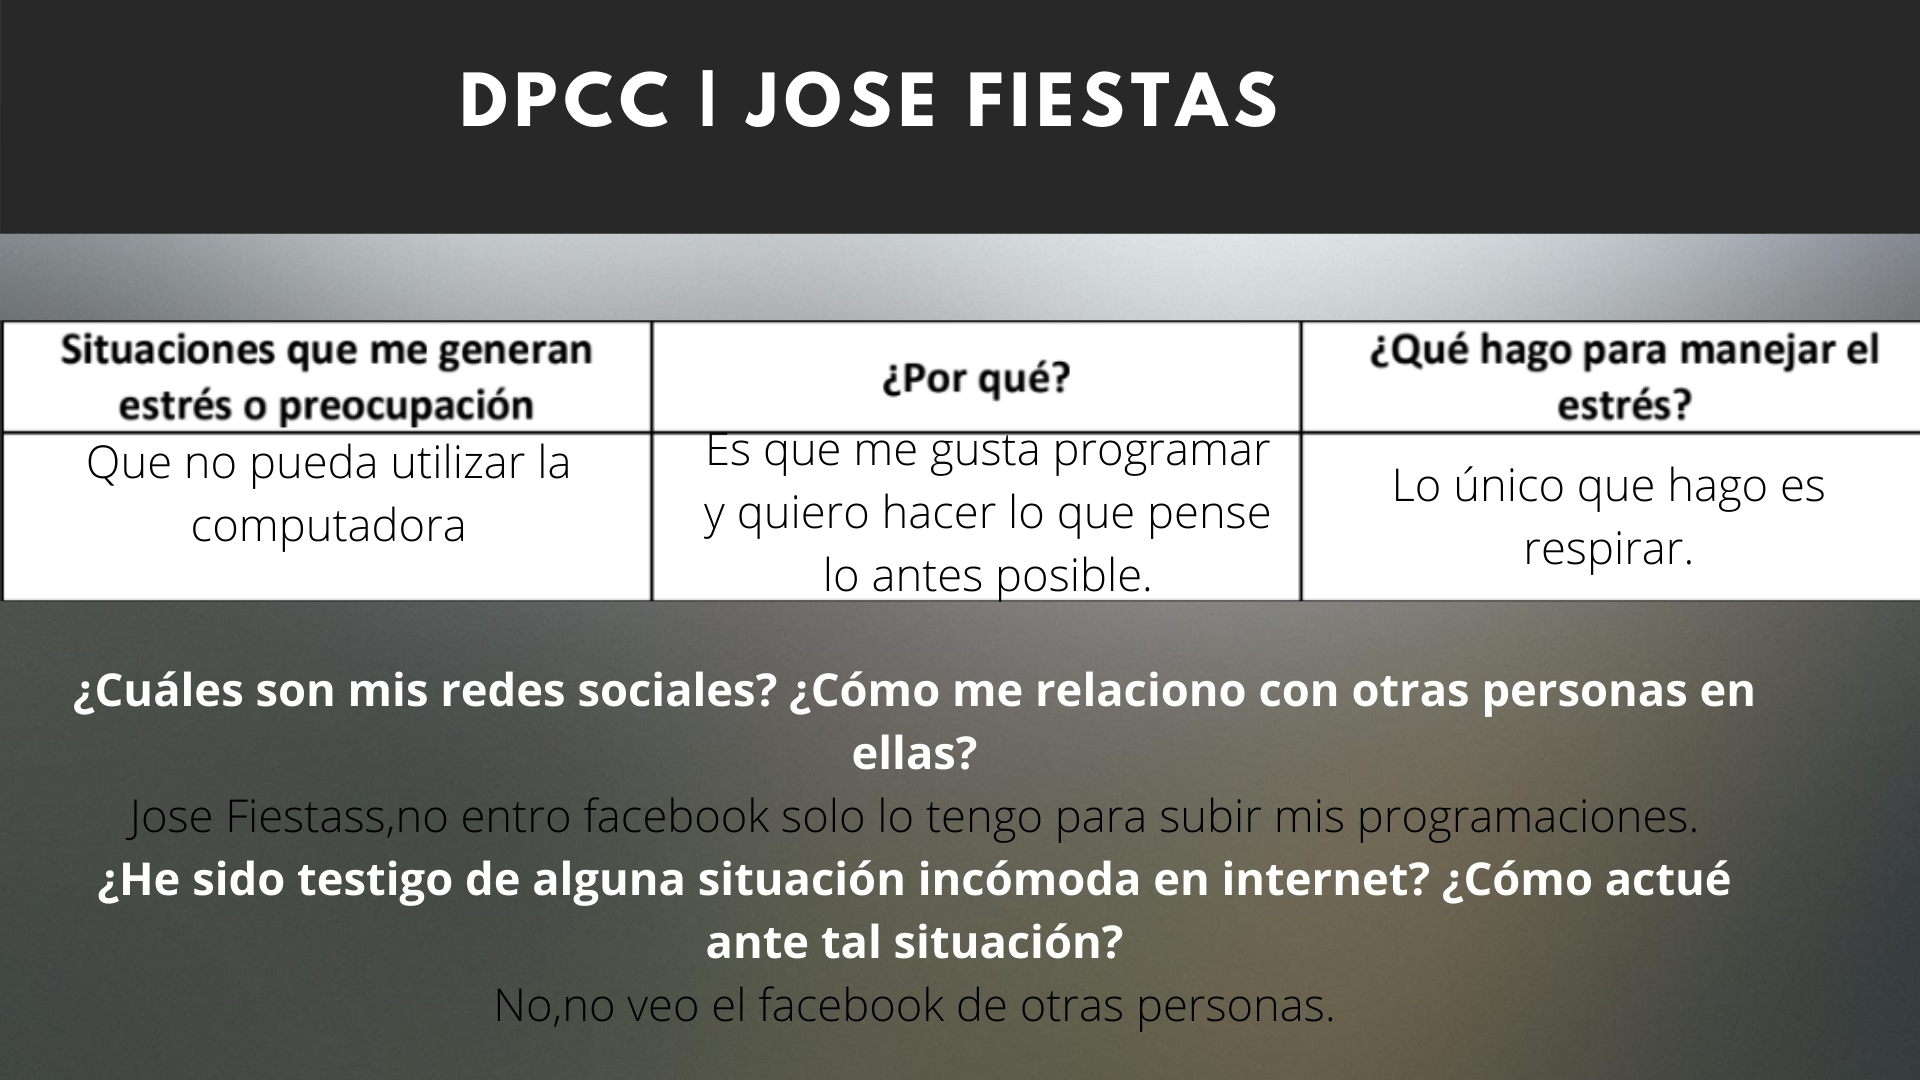 DPCC | JOSE FIESTAS
Situaciones que me generan
estrés o preocupación
¿Por qué?
¿Qué hago para manejar el
estrés?
Que no pueda utilizar la
computadora
Es que me gusta programar
y quiero hacer lo que pense
lo antes posible.
Lo único que hago es
respirar.
¿Cuáles son mis redes sociales? ¿Cómo me relaciono con otras personas en
ellas?
Jose Fiestass,no entro facebook solo lo tengo para subir mis programaciones.
¿He sido testigo de alguna situación incómoda en internet? ¿Cómo actué
ante tal situación?
No,no veo el facebook de otras personas.